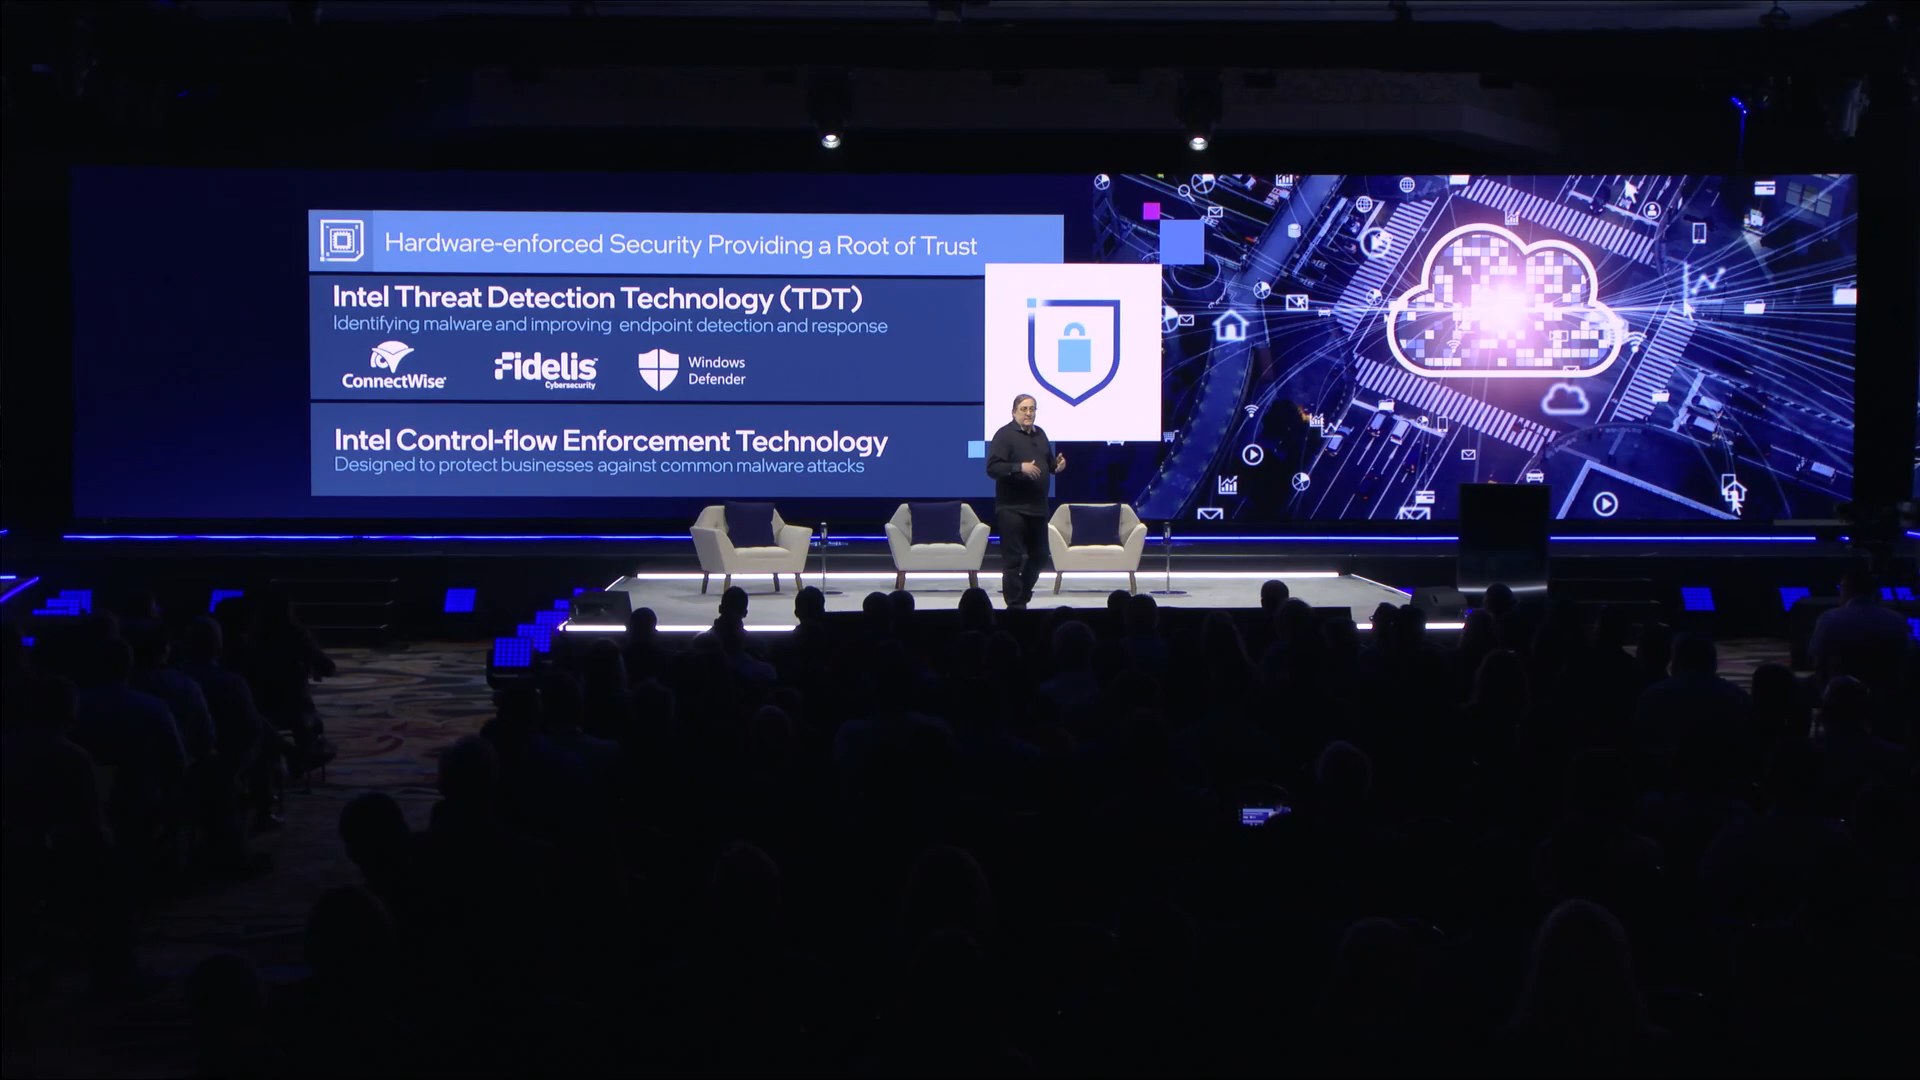 Hardware-enforced Security Providing a Root of Trust
Intel Threat Detection Technology (TDT)
Identifying malware and improving endpoint detection and response
ConnectWise
Fidelis
Cybersecurity
Windows
Defender
Intel Control-flow Enforcement Technology
Designed to protect businesses against common malware attacks